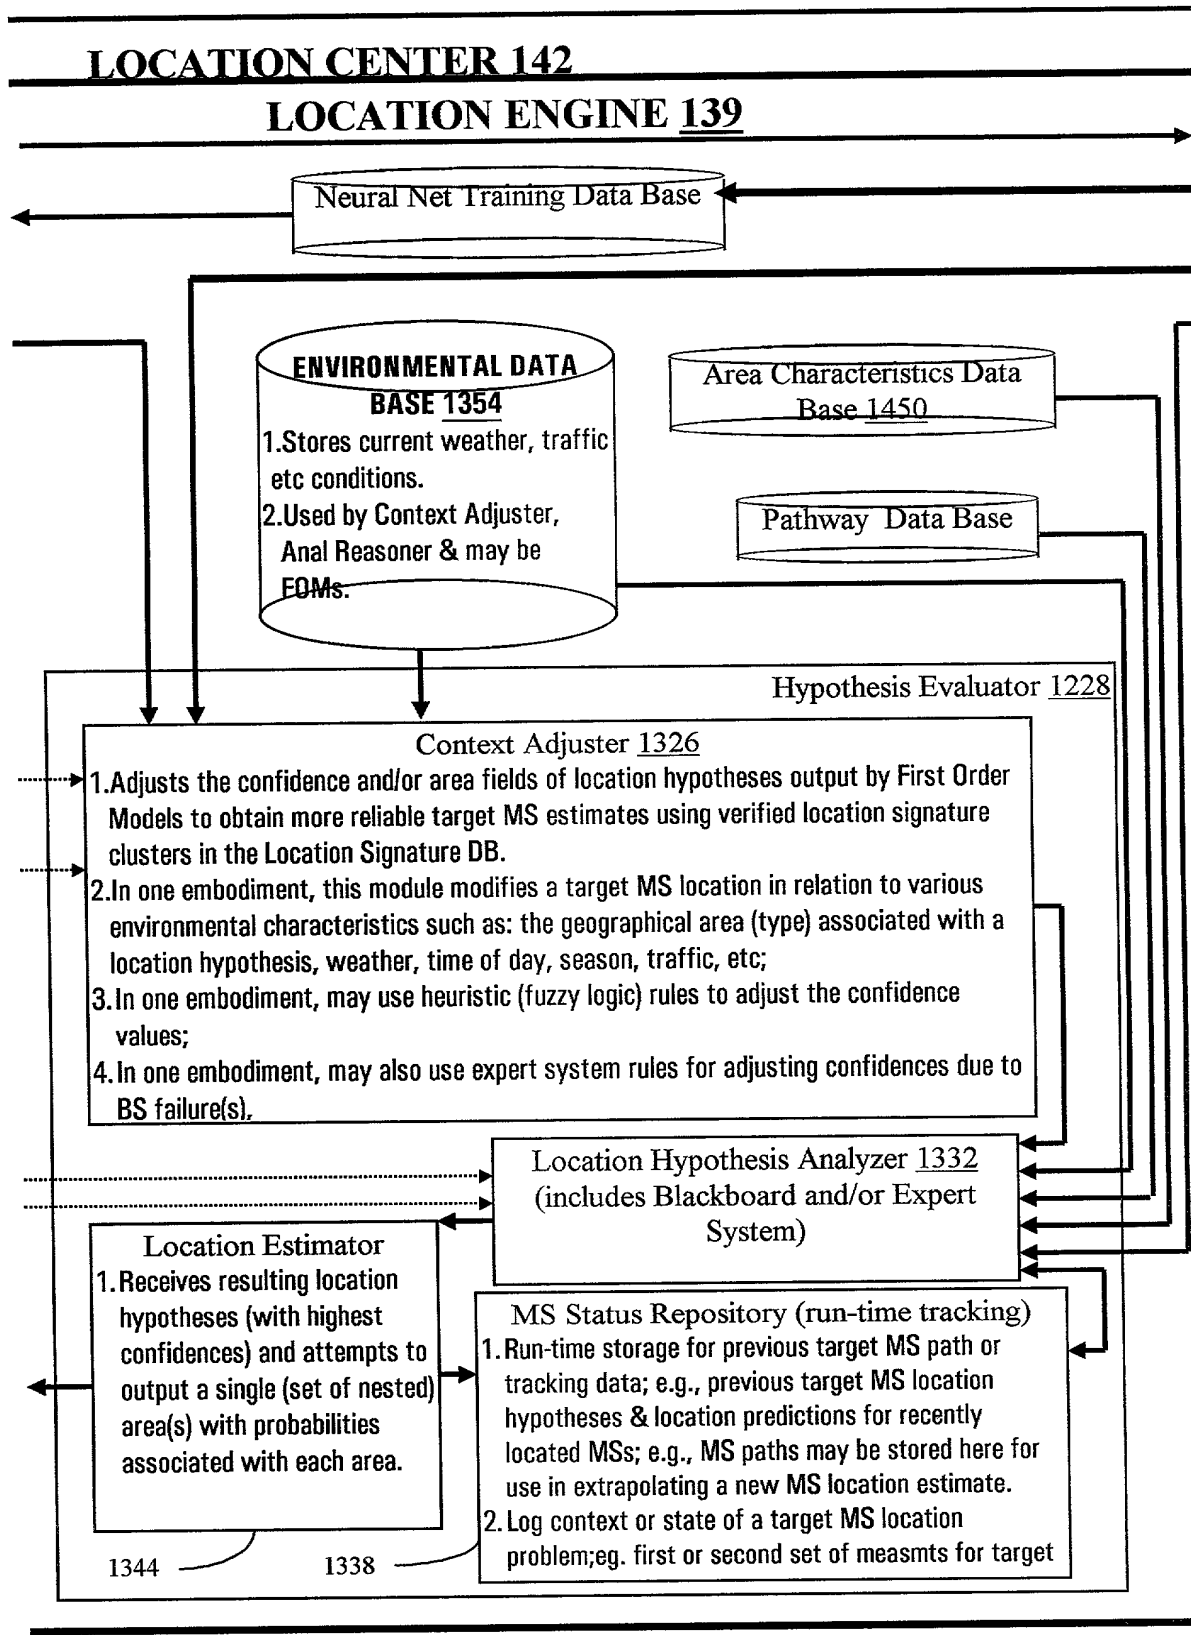 LOCATION CENTER 142
LOCATION ENGINE 139
Neural Net Training Data Base
ENVIRONMENTAL DATA
BASE 1354
1.Stores current weather, traffic
etc conditions.
2.Used by Context Adjuster,
Anal Reasoner & may be
FOMs.
Area Characteristics Data
Base 1450
Pathway Data Base
Hypothesis Evaluator 1228
Context Adjuster 1326
1.Adjusts the confidence and/or area fields of location hypotheses output by First Order
Models to obtain more reliable target MS estimates using verified location signature
clusters in the Location Signature DB.
2.In one embodiment, this module modifies a target MS location in relation to various
environmental characteristics such as: the geographical area (type) associated with a
location hypothesis, weather, time of day, season, traffic, etc;
3.In one embodiment, may use heuristic (fuzzy logic) rules to adjust the confidence
values;
4.In one embodiment, may also use expert system rules for adjusting confidences due to
BS failure(s),
Location Hypothesis Analyzer 1332
(includes Blackboard and/or Expert
System)
Location Estimator
1.Receives resulting location
hypotheses (with highest
confidences) and attempts to
output a single (set of nested)
area(s) with probabilities
associated with each area.
MS Status Repository (run-time tracking)
1.Run-time storage for previous target MS path or
tracking data; e.g., previous target MS location
hypotheses & location predictions for recently
located MSs; e.g., MS paths may be stored here for
use in extrapolating a new MS location estimate.
2. Log context or state of a target MS location
problem;eg. first or second set of measmts for target
1344
1338